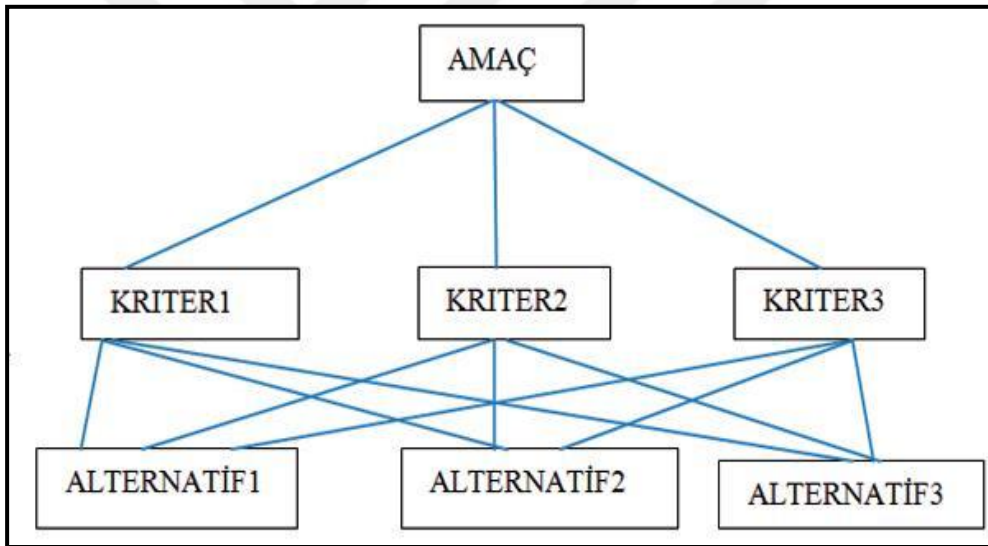 AMAÇ
KRITER1
KRITER2
KRITER3
ALTERNATİF1
ALTERNATİF2
ALTERNATİF3